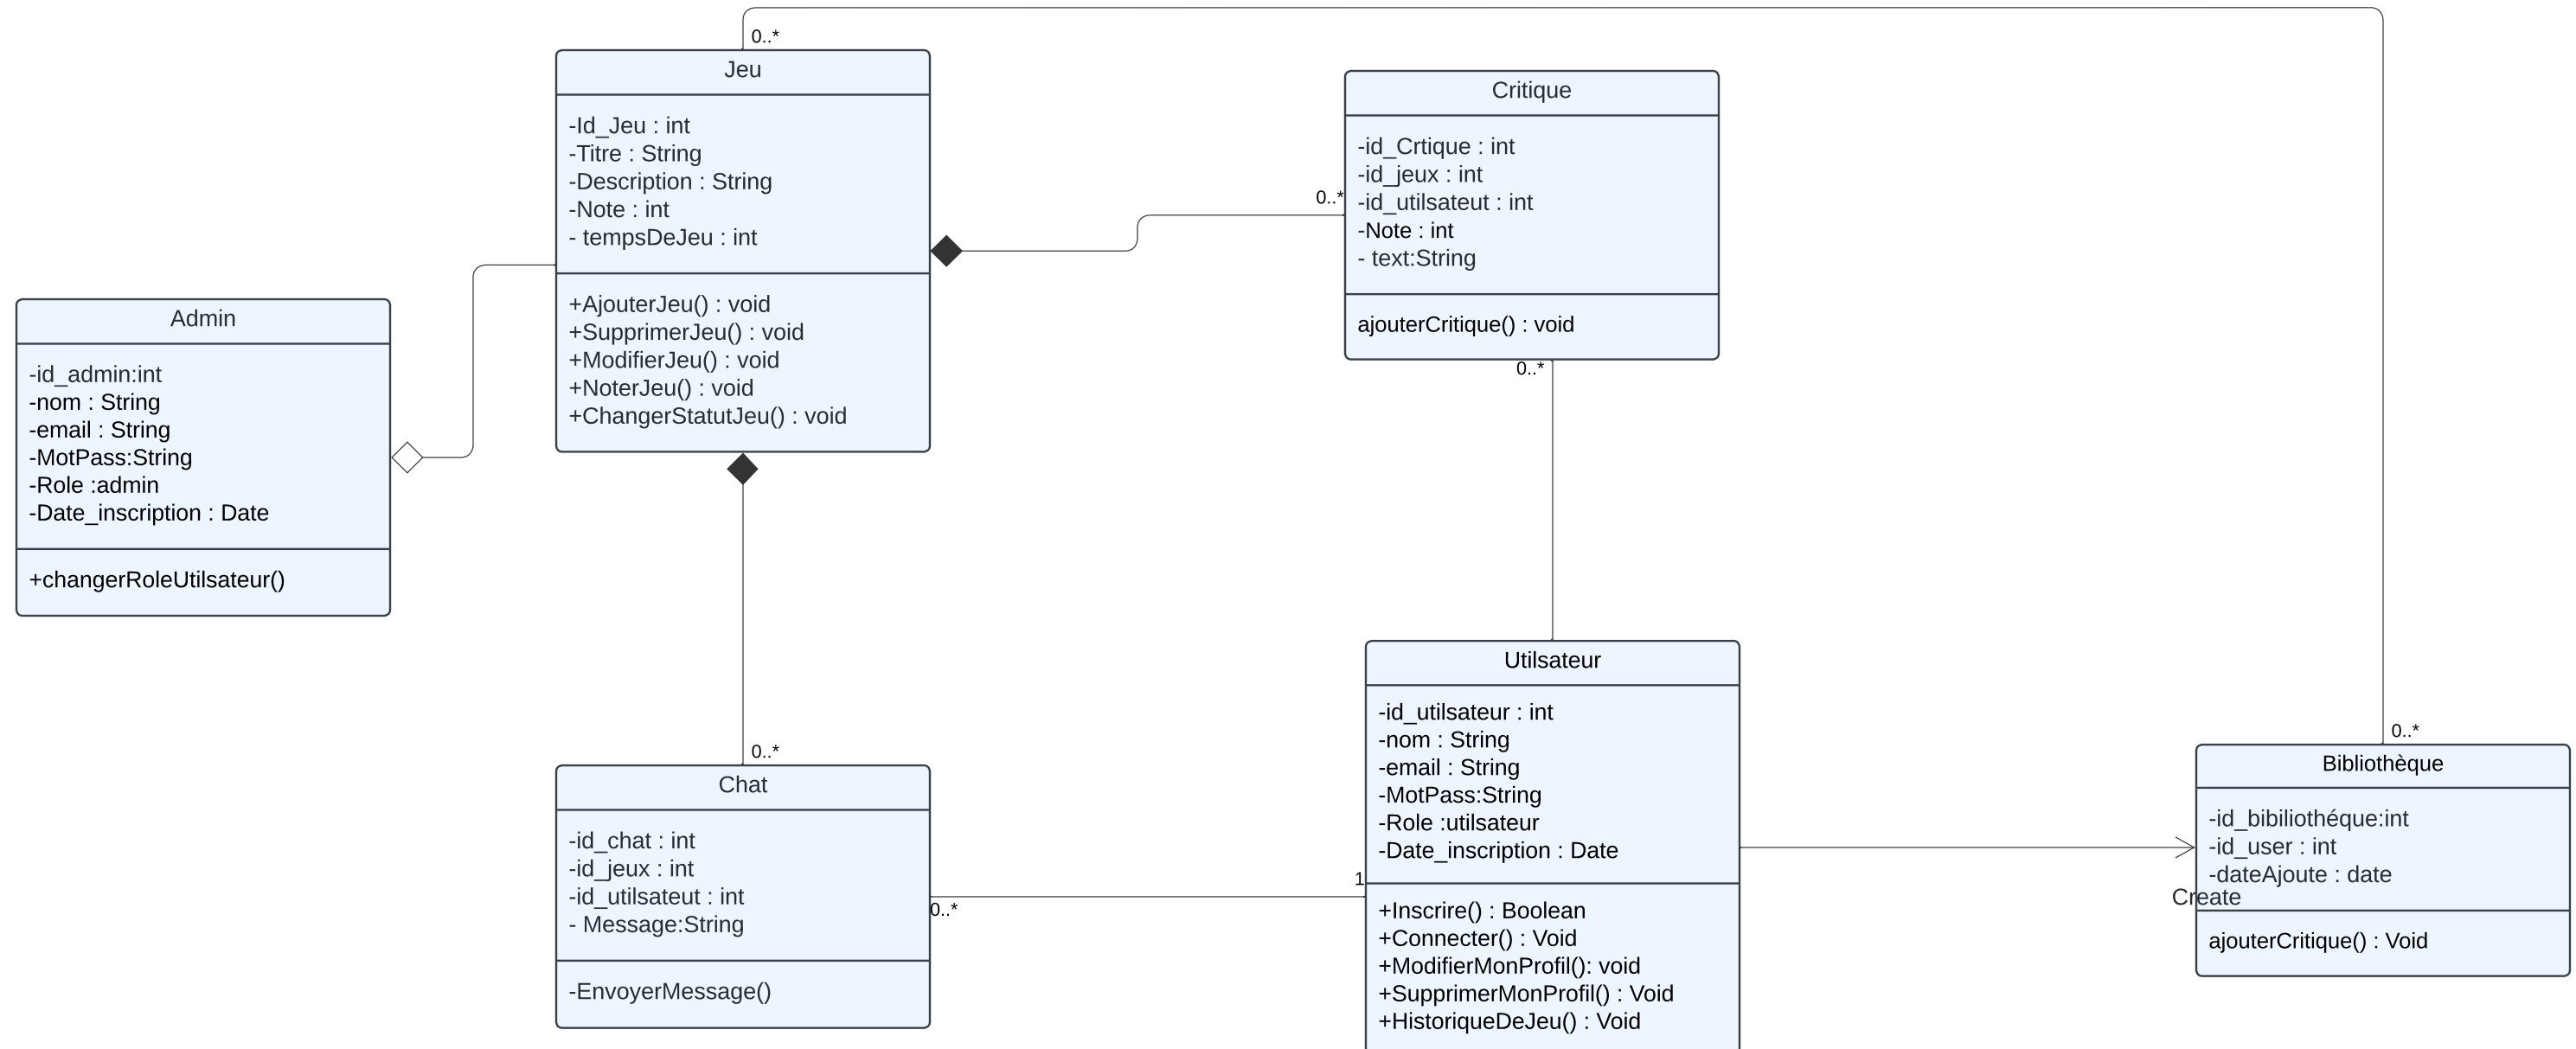 0..*
Jeu
-Id_Jeu : int
-Titre : String
-Description : String
-Note : int
- tempsDeJeu : int
+AjouterJeu() : void
+SupprimerJeu() : void
+ModifierJeu() : void
+NoterJeu() : void
+ChangerStatutJeu() : void
Critique
-id_Crtique : int
-id_jeux : int
-id_utilsateut : int
-Note : int
- text:String
ajouterCritique() : void
0..*
0..*
Admin
-id_admin:int
-nom : String
-email : String
-MotPass:String
-Role :admin
-Date_inscription : Date
+changerRoleUtilsateur()
0..*
Chat
-id_chat : int
-id_jeux : int
-id_utilsateut : int
- Message:String
-EnvoyerMessage()
0..*
1
Utilsateur
-id_utilsateur : int
-nom : String
-email : String
-MotPass:String
-Role :utilsateur
-Date_inscription : Date
+Inscrire() : Boolean
+Connecter() : Void
+ModifierMonProfil(): void
+SupprimerMonProfil() : Void
+HistoriqueDeJeu() : Void
0..*
Bibliothèque
-id_bibiliothéque:int
-id_user : int
-dateAjoute : date
Create
ajouterCritique() : Void